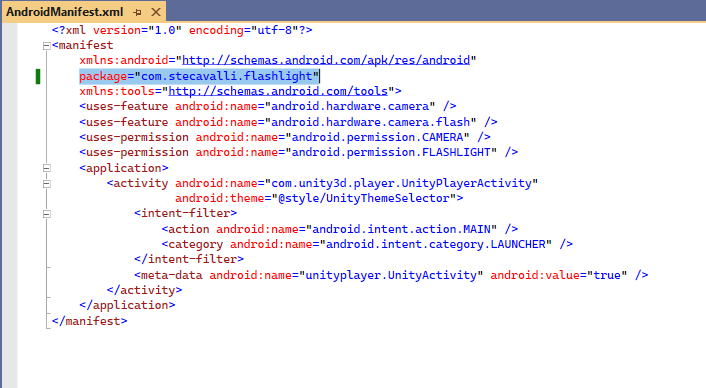 AndroidManifest.xml
<?xml version="1.0" encoding="utf-8"?>
<manifest
xmlns:android="http://schemas.android.com/apk/res/android"
package="com.stecavalli.flashlight"
xmlns:tools="http://schemas.android.com/tools">
<uses-feature android:name="android.hardware.camera" />
<uses-feature android:name="android.hardware.camera.flash" />
<uses-permission android:name="android.permission.CAMERA" />
<uses-permission android:name="android.permission.FLASHLIGHT" />
<application>
<activity android:name="com.unity3d.player.UnityPlayerActivity"
android:theme="@style/UnityThemeSelector">
<intent-filter>
<action android:name="android.intent.action.MAIN" />
<category android:name="android.intent.category.LAUNCHER" />
</intent-filter>
<meta-data android:name="unityplayer.UnityActivity" android:value="true" />
</activity>
</application>
</manifest>